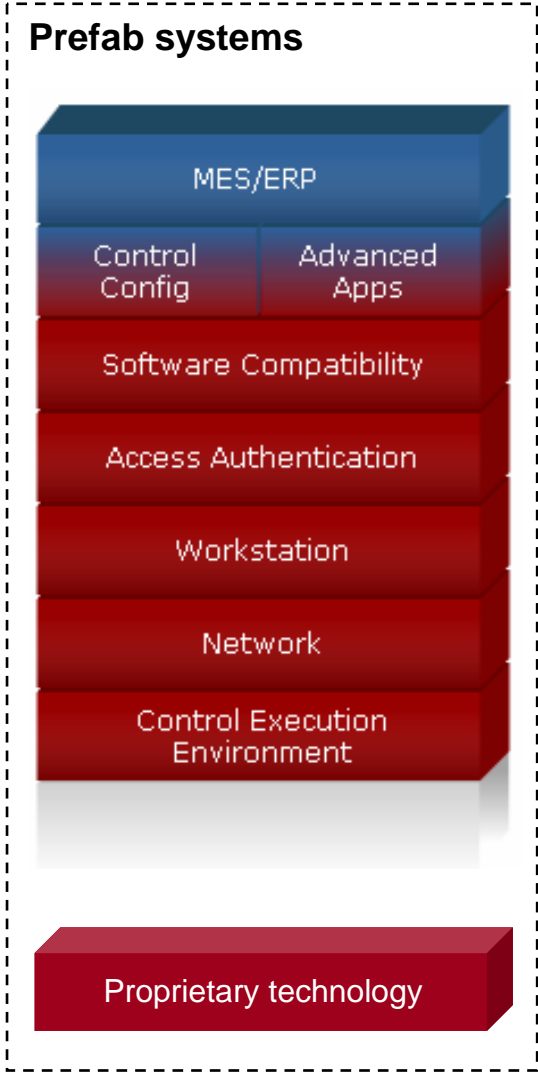 Prefab systems
MES/ERP
Control
Config
Advanced
Apps
Software Compatibility
Access Authentication
Workstation
Network
Control Execution
Environment
Proprietary technology